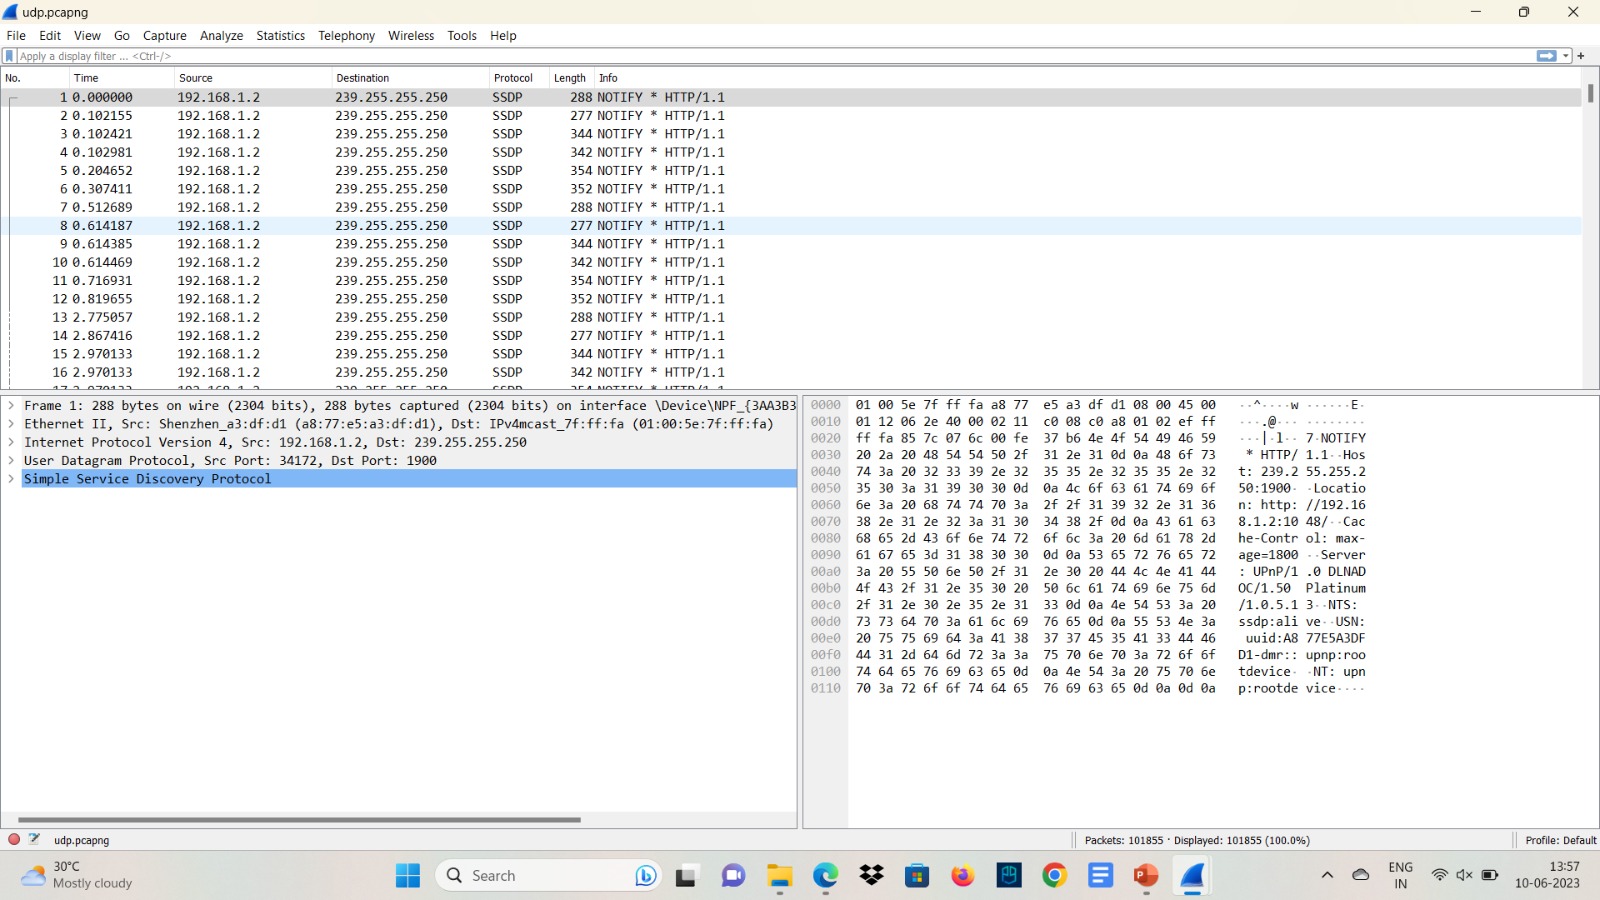 udp.pcapng
File Edit View Go Capture Analyze Statistics Telephony Wireless Tools Help
Apply a display filter ... <Ctrl-/>
No. Time Source Destination Protocol Length Info
1 0.000000 192.168.1.2 239.255.255.250 SSDP 288 NOTIFY * HTTP/1.1
2 0.102155 192.168.1.2 239.255.255.250 SSDP 277 NOTIFY * HTTP/1.1
3 0.102421 192.168.1.2 239.255.255.250 SSDP 344 NOTIFY * HTTP/1.1
4 0.102981 192.168.1.2 239.255.255.250 SSDP 342 NOTIFY * HTTP/1.1
5 0.204652 192.168.1.2 239.255.255.250 SSDP 354 NOTIFY * HTTP/1.1
6 0.307411 192.168.1.2 239.255.255.250 SSDP 352 NOTIFY * HTTP/1.1
7 0.512689 192.168.1.2 239.255.255.250 SSDP 288 NOTIFY * HTTP/1.1
8 0.614187 192.168.1.2 239.255.255.250 SSDP 277 NOTIFY * HTTP/1.1
9 0.614385 192.168.1.2 239.255.255.250 SSDP 344 NOTIFY * HTTP/1.1
10 0.614469 192.168.1.2 239.255.255.250 SSDP 342 NOTIFY * HTTP/1.1
11 0.716931 192.168.1.2 239.255.255.250 SSDP 354 NOTIFY * HTTP/1.1
12 0.819655 192.168.1.2 239.255.255.250 SSDP 352 NOTIFY * HTTP/1.1
13 2.775057 192.168.1.2 239.255.255.250 SSDP 288 NOTIFY * HTTP/1.1
14 2.867416 192.168.1.2 239.255.255.250 SSDP 277 NOTIFY * HTTP/1.1
15 2.970133 192.168.1.2 239.255.255.250 SSDP 344 NOTIFY * HTTP/1.1
16 2.970133 192.168.1.2 239.255.255.250 SSDP 342 NOTIFY * HTTP/1.1
Frame 1: 288 bytes on wire (2304 bits), 288 bytes captured (2304 bits) on interface \Device\NPF_{3AA3B3
Ethernet II, Src: Shenzhen_a3:df:d1 (a8:77:e5:a3:df:d1), Dst: IPv4mcast_7f:ff:fa (01:00:5e:7f:ff:fa)
Internet Protocol Version 4, Src: 192.168.1.2, Dst: 239.255.255.250
User Datagram Protocol, Src Port: 34172, Dst Port: 1900
Simple Service Discovery Protocol
0000 01 00 5e 7f ff fa a8 77 e5 a3 df d1 08 00 45 00 ··^····w ······E·
0010 01 12 06 2e 40 00 02 11 c0 08 c0 a8 01 02 ef ff ···.@··· ········
0020 ff fa 85 7c 07 6c 00 fe 37 b6 4e 4f 54 49 46 59 ···|·l·· 7·NOTIFY
0030 20 2a 20 48 54 54 50 2f 31 2e 31 0d 0a 48 6f 73 * HTTP/ 1.1··Hos
0040 74 3a 20 32 33 39 2e 32 35 35 2e 32 35 35 2e 32 t: 239.2 55.255.2
0050 35 30 3a 31 39 30 30 0d 0a 4c 6f 63 61 74 69 6f 50:1900· ·Locatio
0060 6e 3a 20 68 74 74 70 3a 2f 2f 31 39 32 2e 31 36 n: http: //192.16
0070 38 2e 31 2e 32 3a 31 30 34 38 2f 0d 0a 43 61 63 8.1.2:10 48/··Cac
0080 68 65 2d 43 6f 6e 74 72 6f 6c 3a 20 6d 61 78 2d he-Contr ol: max-
0090 61 67 65 3d 31 38 30 30 0d 0a 53 65 72 76 65 72 age=1800 ··Server
00a0 3a 20 55 50 6e 50 2f 31 2e 30 20 44 4c 4e 41 44 : UPnP/1 .0 DLNAD
00b0 4f 43 2f 31 2e 35 30 20 50 6c 61 74 69 6e 75 6d OC/1.50 Platinum
00c0 2f 31 2e 30 2e 35 2e 31 33 0d 0a 4e 54 53 3a 20 /1.0.5.1 3··NTS:
00d0 73 73 64 70 3a 61 6c 69 76 65 0d 0a 55 53 4e 3a ssdp:ali ve··USN:
00e0 20 75 75 69 64 3a 41 38 37 37 45 35 41 33 44 46 uuid:A8 77E5A3DF
00f0 44 31 2d 64 6d 72 3a 3a 75 70 6e 70 3a 72 6f 6f D1-dmr:: upnp:roo
0100 74 64 65 76 69 63 65 0d 0a 4e 54 3a 20 75 70 6e tdevice· ·NT: upn
0110 70 3a 72 6f 6f 74 64 65 76 69 63 65 0d 0a 0d 0a p:rootde vice····
udp.pcapng Packets: 101855 · Displayed: 101855 (100.0%) Profile: Default
30°C
Mostly cloudy
Search
ENG
IN
13:57
10-06-2023